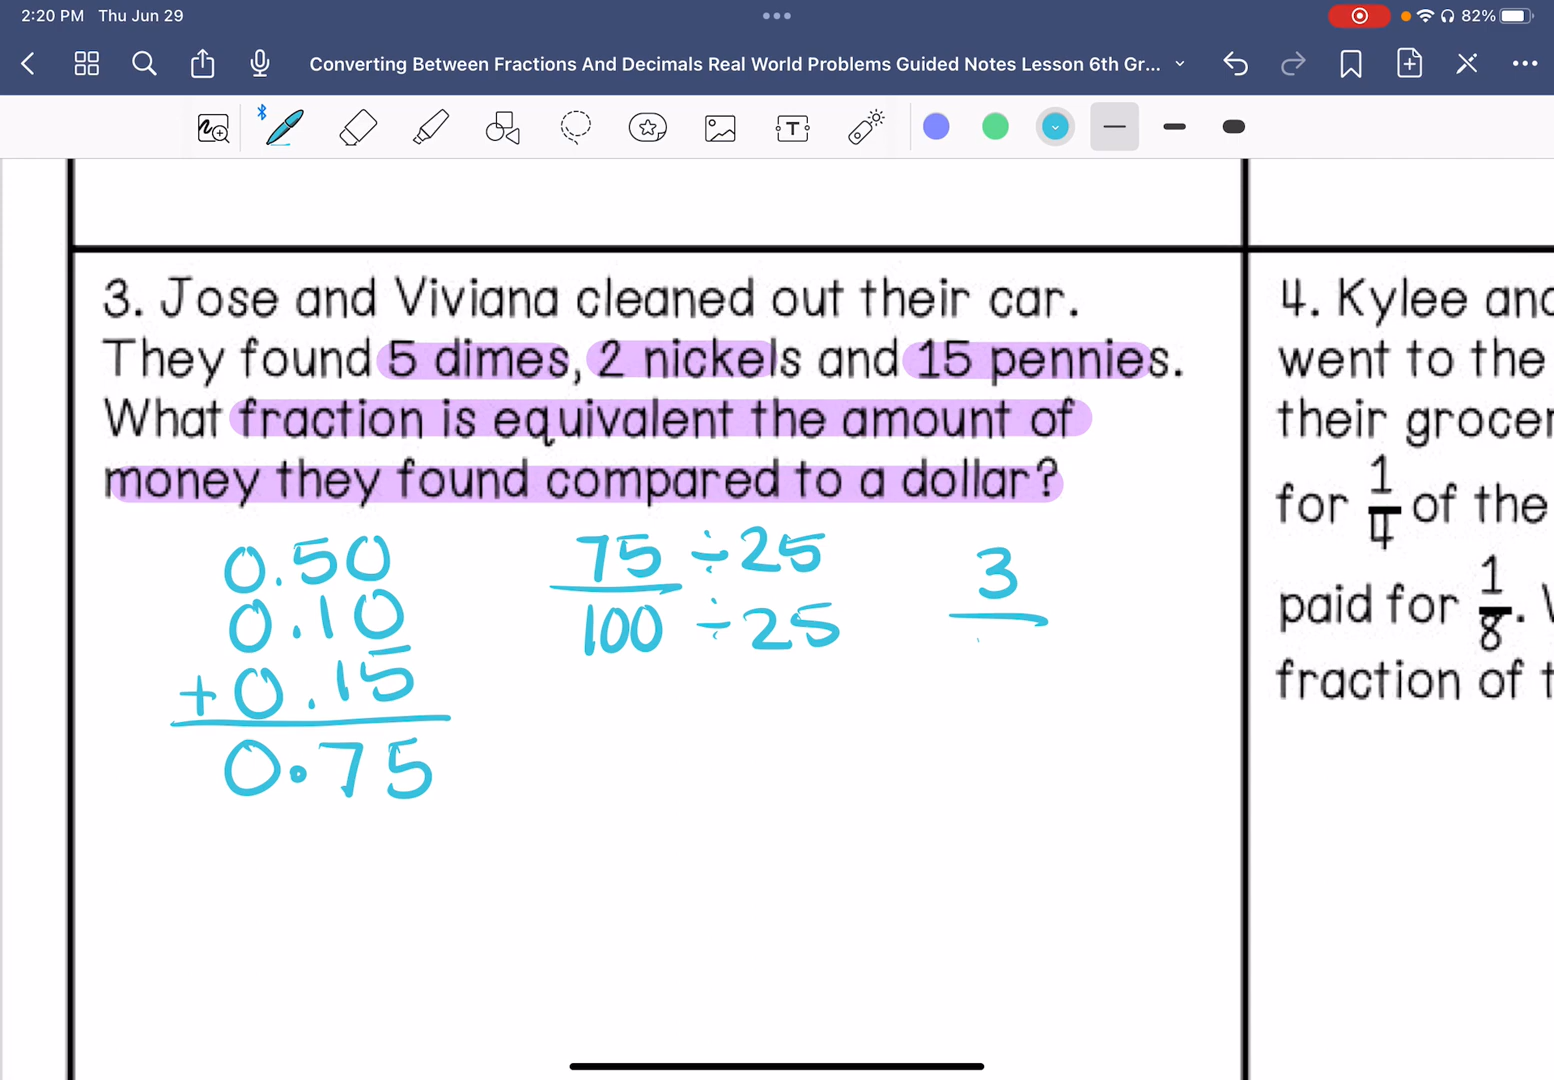 2:20 PM Thu Jun 29
82%
Converting Between Fractions And Decimals Real World Problems Guided Notes Lesson 6th Gr...
T
3. Jose and Viviana cleaned out their car.
They found 5 dimes, 2 nickels and 15 pennies.
What fraction is equivalent the amount of
money they found compared to a dollar?
0.50
0.10
+0.15
0.75
75 ÷25
100 ÷25
3
4. Kylee and
went to the
their grocer
for 1/4 of the
paid for 1/8.
fraction of t